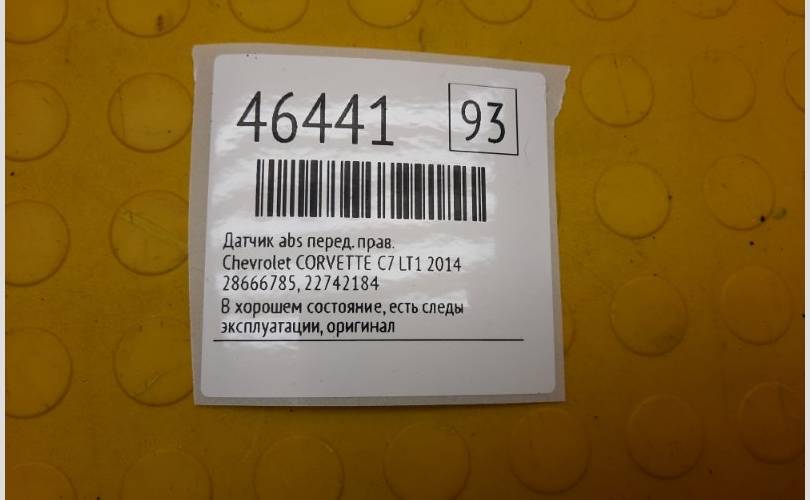 46441 93
Датчик abs перед. прав.
Chevrolet CORVETTE C7 LT1 2014
28666785, 22742184
В хорошем состояние, есть следы
эксплуатации, оригинал